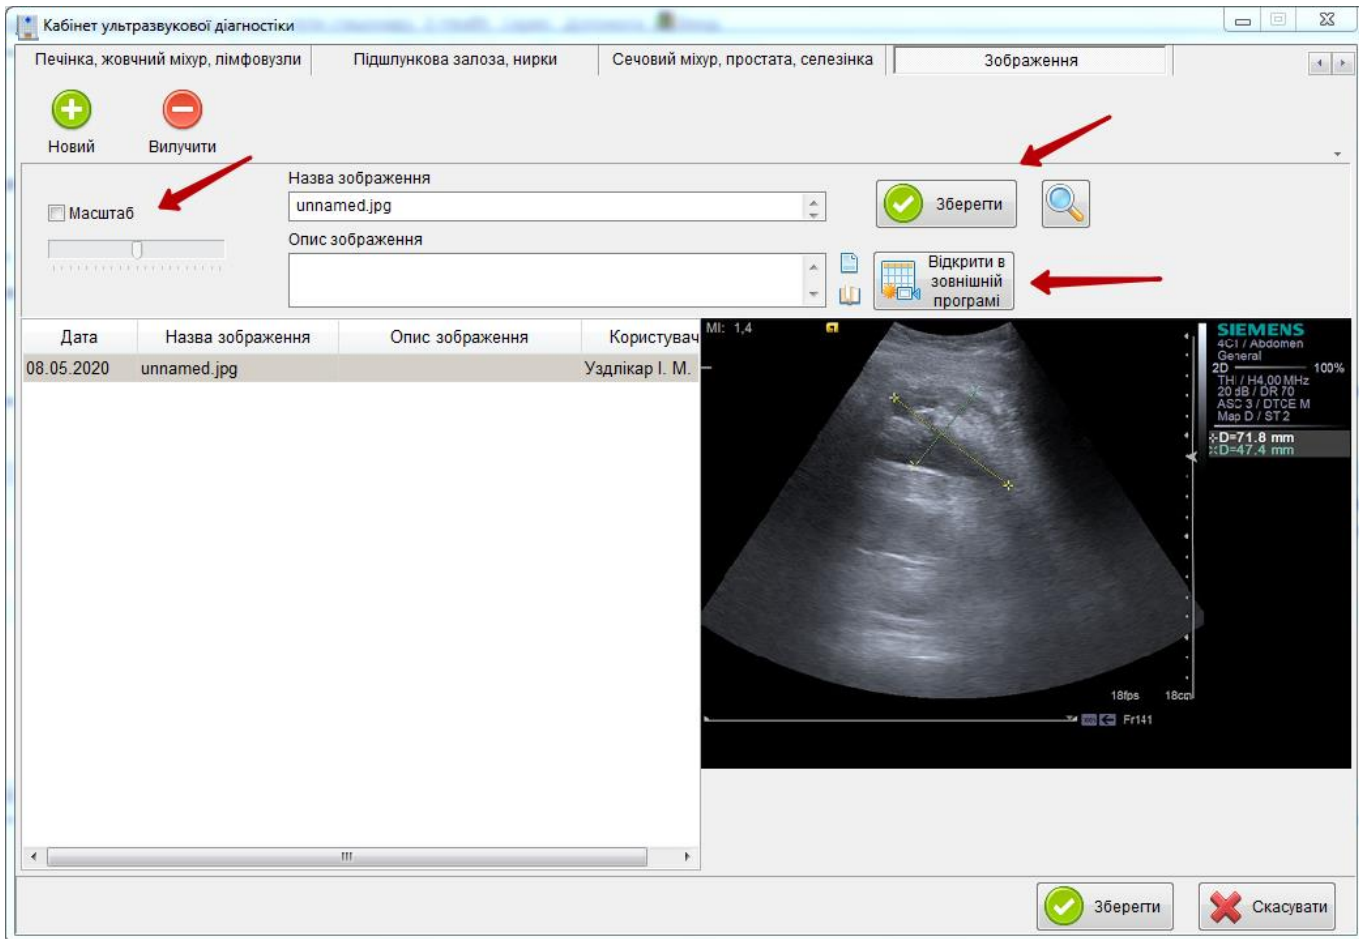 Кабінет ультразвукової діагностики
Печінка, жовчний міхур, лімфовузли
Підшлункова залоза, нирки
Сечовий міхур, простата, селезінка
Зображення
Новий
Вилучити
Масштаб
Назва зображення
unnamed.jpg
Зберегти
Опис зображення
Відкрити в
зовнішній
програмі
Дата Назва зображення Опис зображення Користувач
08.05.2020 unnamed.jpg Уздлікар І. М.
MI: 1,4
SIEMENS
4C1 / Abdomen
General
2D 100%
THI / H4,00 MHz
20 dB / DR 70
ASC 3 / DTCE M
Map D / ST 2
D=71.8 mm
D=47.4 mm
18fps 18cm
Fr141
Зберегти
Скасувати